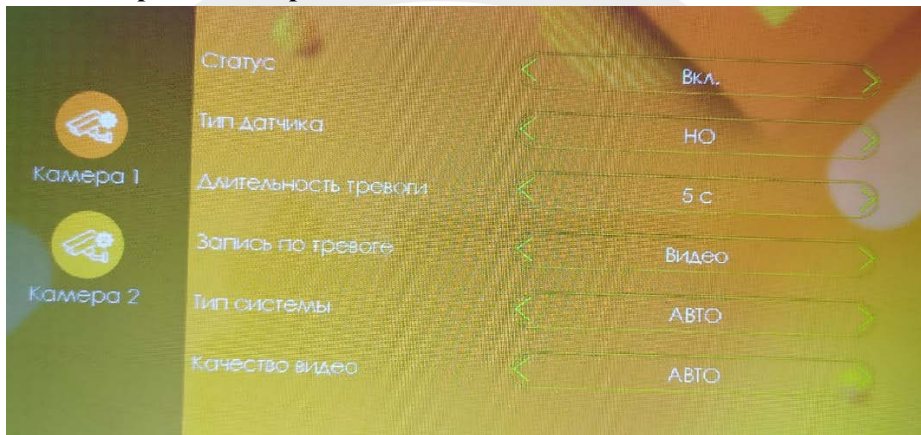 Камера 1
Камера 2
Статус
Вкл.
Тип датчика
НО
Длительность тревоги
5 с
Запись по тревоге
Видео
Тип системы
АВТО
Качество видео
АВТО